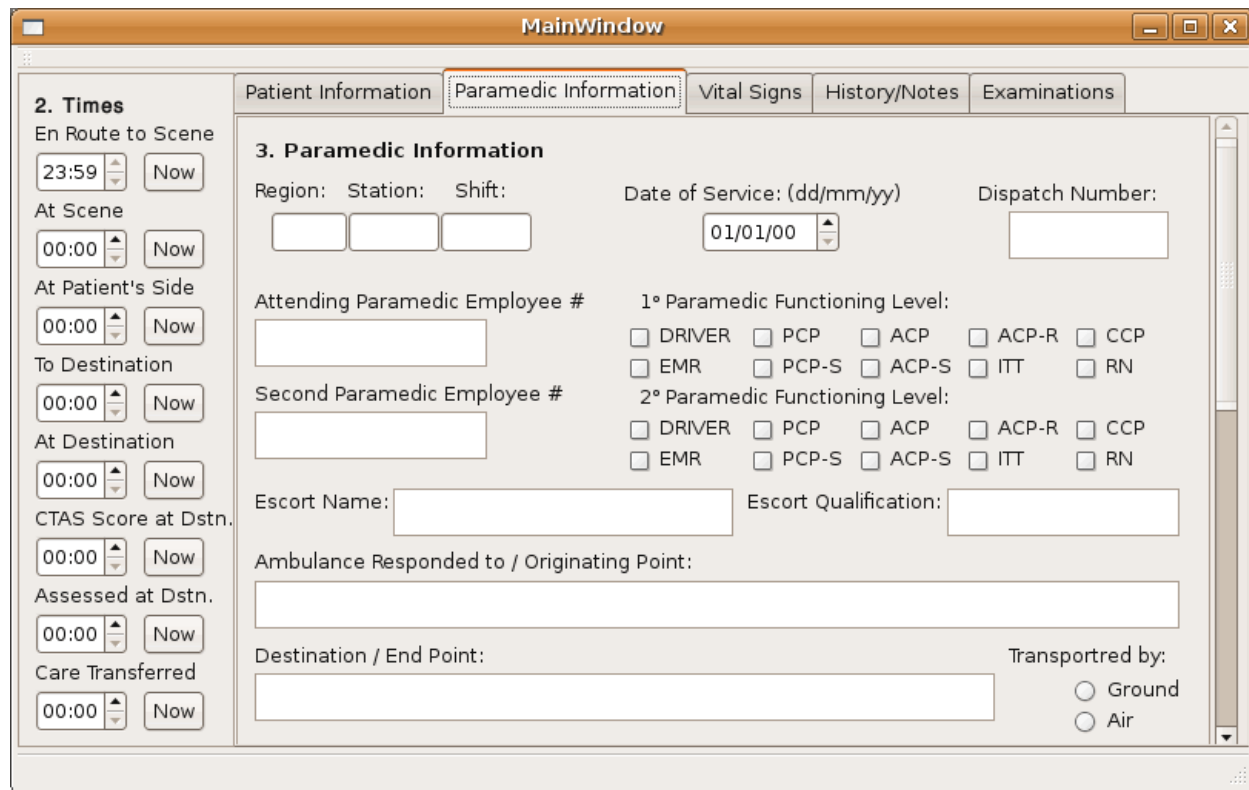 MainWindow
2. Times
En Route to Scene
23:59 Now
At Scene
00:00 Now
At Patient's Side
00:00 Now
To Destination
00:00 Now
At Destination
00:00 Now
CTAS Score at Dstn.
00:00 Now
Assessed at Dstn.
00:00 Now
Care Transferred
00:00 Now
Patient Information Paramedic Information Vital Signs History/Notes Examinations
3. Paramedic Information
Region: Station: Shift: Date of Service: (dd/mm/yy) Dispatch Number:
01/01/00
Attending Paramedic Employee # 1° Paramedic Functioning Level:
DRIVER PCP ACP ACP-R CCP
EMR PCP-S ACP-S ITT RN
Second Paramedic Employee # 2° Paramedic Functioning Level:
DRIVER PCP ACP ACP-R CCP
EMR PCP-S ACP-S ITT RN
Escort Name: Escort Qualification:
Ambulance Responded to / Originating Point:
Destination / End Point: Transportred by:
Ground
Air